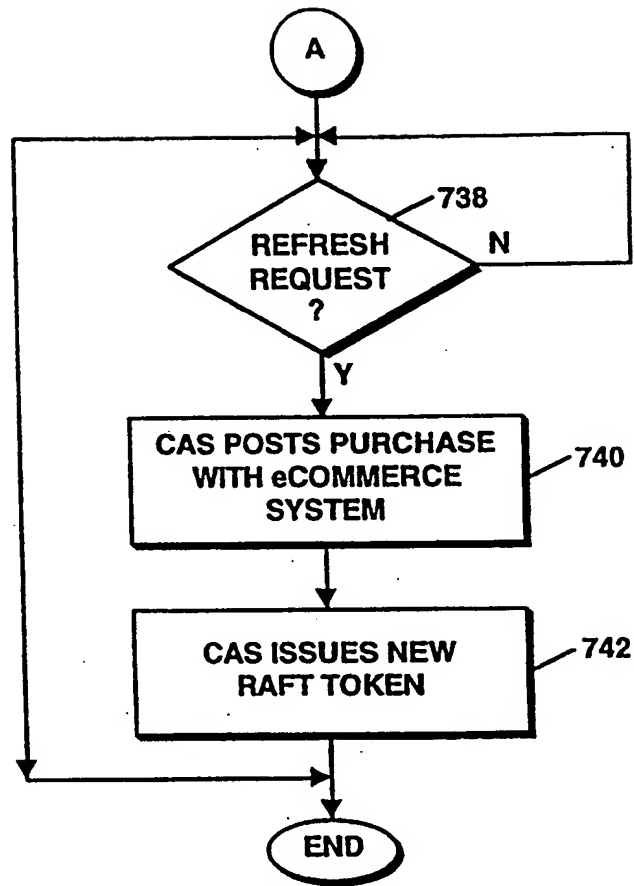 A
738
REFRESH
REQUEST
?
N
Y
CAS POSTS PURCHASE
WITH eCOMMERCE
SYSTEM
740
CAS ISSUES NEW
RAFT TOKEN
742
END